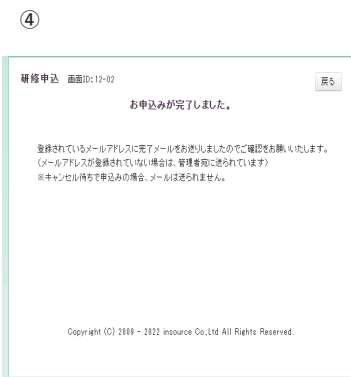 ④
研修申込 画面ID:12-02
戻る
お申込みが完了しました。
登録されているメールアドレスに完了メールをお送りしましたのでご確認をお願いいたします。
(メールアドレスが登録されていない場合は、管理者宛に送られています)
※キャンセル待ちで申込みの場合、メールは送られません。
Copyright (C) 2009 - 2022 insource Co.,Ltd All Rights Reserved.